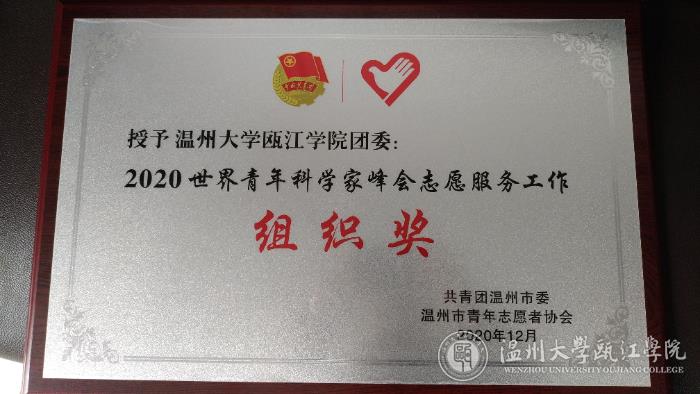 授予温州大学瓯江学院团委：
2020世界青年科学家峰会志愿服务工作
组织奖
共青团温州市委
温州市青年志愿者协会
2020年12月
温州大学瓯江学院
WENZHOU UNIVERSITY OUJIANG COLLEGE